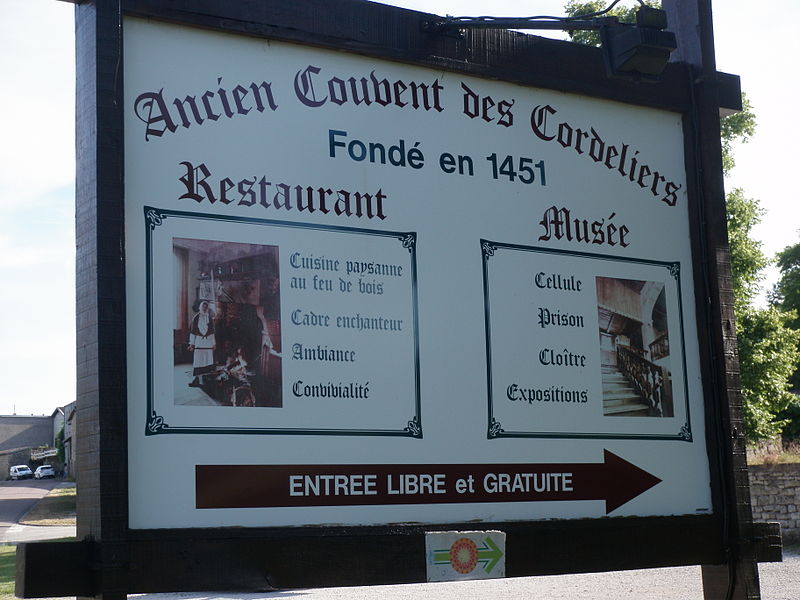 Ancien Couvent des Cordeliers
Fondé en 1451
Restaurant
Cuisine paysanne
au feu de bois
Cadre enchanteur
Ambiance
Convivialité
Musée
Cellule
Prison
Cloître
Expositions
ENTREE LIBRE et GRATUITE